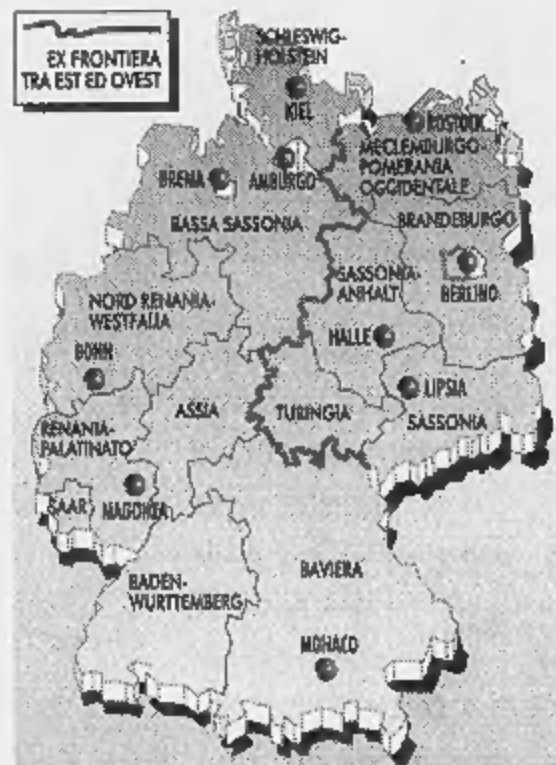 EX FRONTIERA
TRA EST ED OVEST
SCHLESWIG-
HOLSTEIN
KIEL
ROSTOCK
MECLEMBURGO
POMERANIA
OCCIDENTALE
BREMA
AMBURGO
BRANDEBURGO
BASSA SASSONIA
SASSONIA-
ANHALT
BERLINO
NORD RENANIA-
WESTFALIA
HALLE
BONN
LIPSIA
ASSIA
TURINGIA
SASSONIA
RENANIA-
PALATINATO
SAAR
MAGONZA
BADEN-
WURTTEMBERG
BAVIERA
MONACO